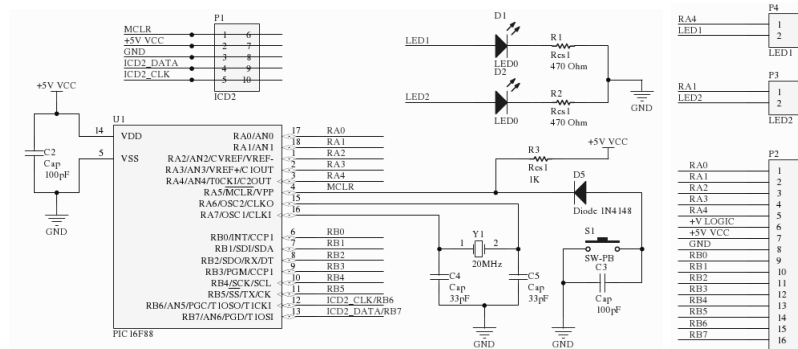 P1
MCLR 1 6
+5V VCC 2 7
GND 3 8
ICD2_DATA 4 9
ICD2_CLK 5 10
ICD2
D1
LED1
LED0
R1
Res1
470 Ohm
D2
LED2
LED0
R2
Res1
470 Ohm
GND
P4
RA4 1
LED1 2
LED1
P3
RA1 1
LED2 2
LED2
+5V VCC
C2
Cap
100pF
GND
U1
14 VDD
5 VSS
RA0/AN0 17 RA0
RA1/AN1 18 RA1
RA2/AN2/CVREF/VREF- 1 RA2
RA3/AN3/VREF+/C1OUT 2 RA3
RA4/AN4/T0CKI/C2OUT 3 RA4
RA5/MCLR/VPP 4 MCLR
RA6/OSC2/CLKO 15
RA7/OSC1/CLKI 16
RB0/INT/CCP1 6 RB0
RB1/SDI/SDA 7 RB1
RB2/SDO/RX/DT 8 RB2
RB3/PGM/CCP1 9 RB3
RB4/SCK/SCL 10 RB4
RB5/SS/TX/CK 11 RB5
RB6/AN5/PGC/T1OSO/T1CKI 12 ICD2_CLK/RB6
RB7/AN6/PGD/T1OSI 13 ICD2_DATA/RB7
PIC16F88
R3
Res1
1K
+5V VCC
D5
Diode 1N4148
1 Y1 2
20MHz
C4
Cap
33pF
C5
Cap
33pF
GND
S1
SW-PB
C3
Cap
100pF
GND
P2
RA0 1
RA1 2
RA2 3
RA3 4
RA4 5
+V LOGIC 6
+5V VCC 7
GND 8
RB0 9
RB1 10
RB2 11
RB3 12
RB4 13
RB5 14
RB6 15
RB7 16